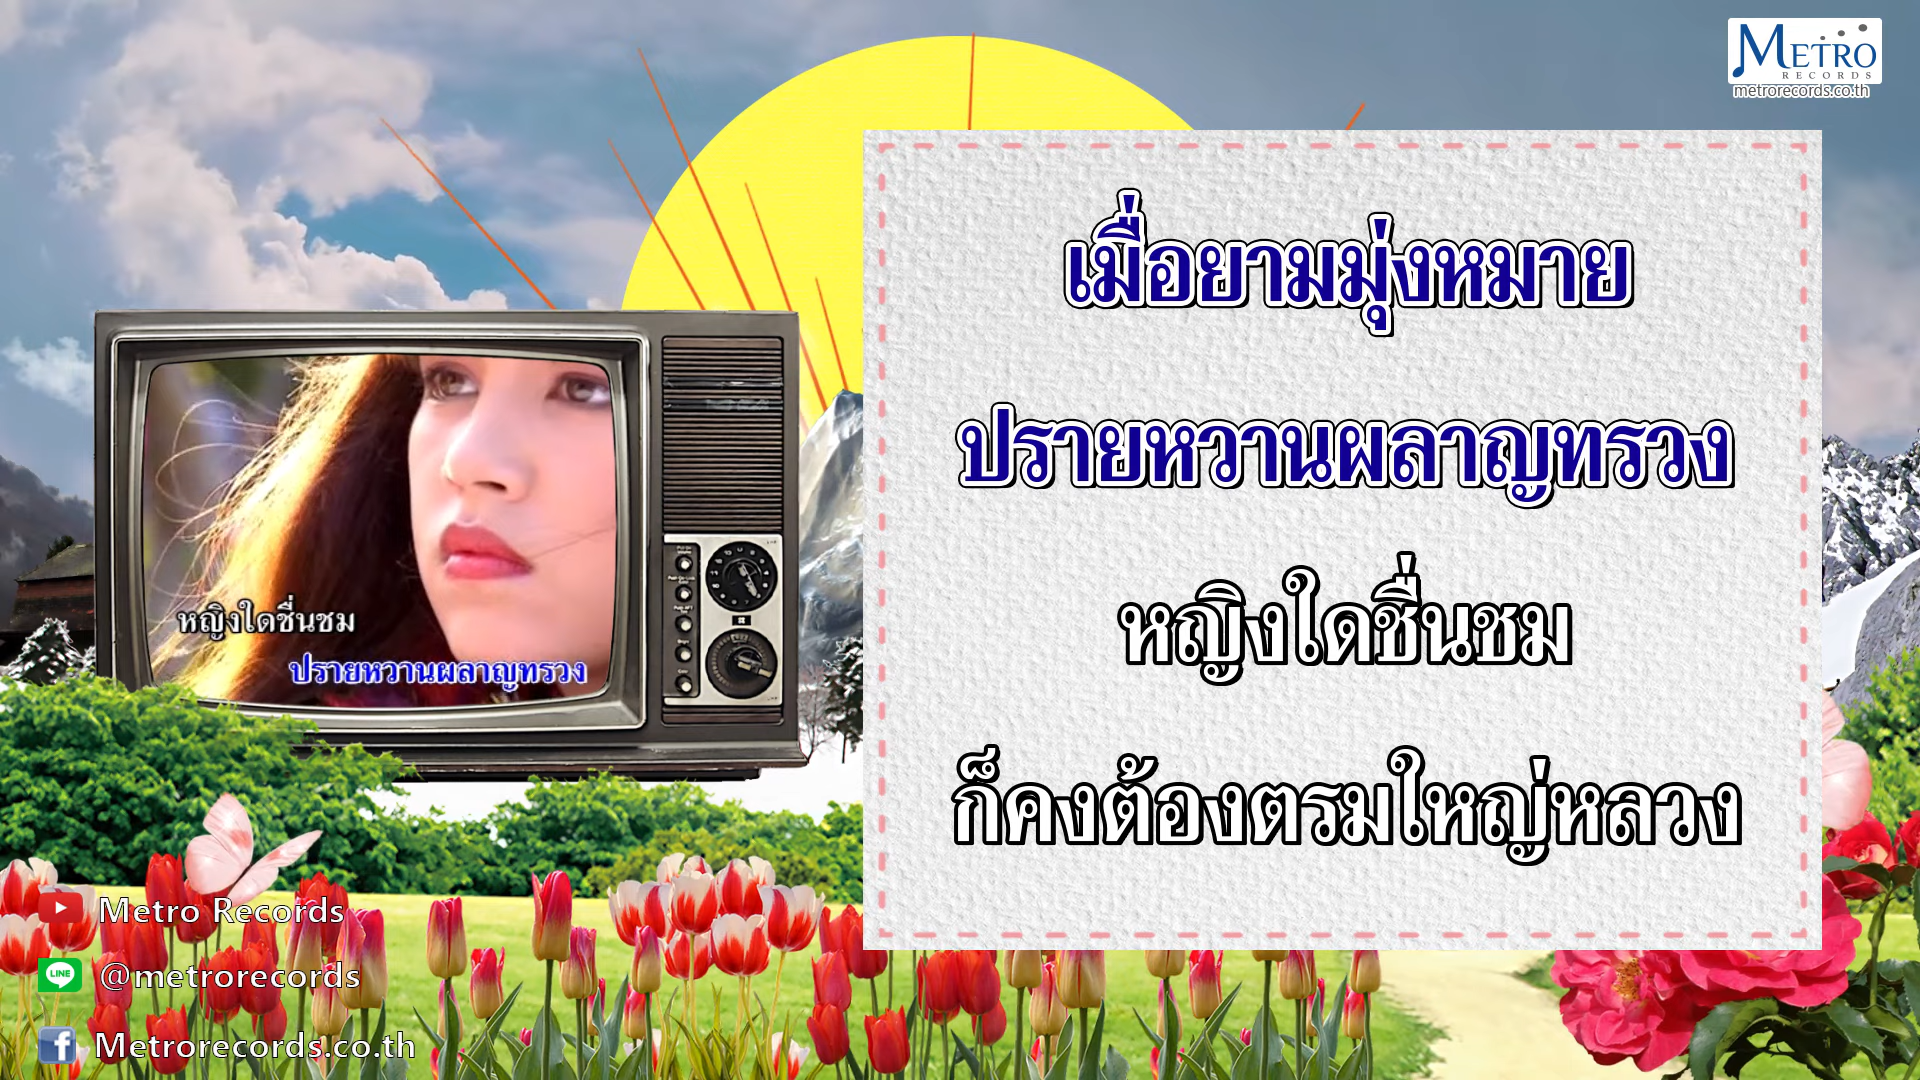 METRO
RECORDS
metrorecords.co.th
เมื่อยามมุ่งหมาย
ปรายหวานผลาญทรวง
หญิงใดชื่นชม
ก็คงต้องตรมใหญ่หลวง
หญิงใดชื่นชม
ปรายหวานผลาญทรวง
Metro Records
LINE
@metrorecords
f
Metrorecords.co.th